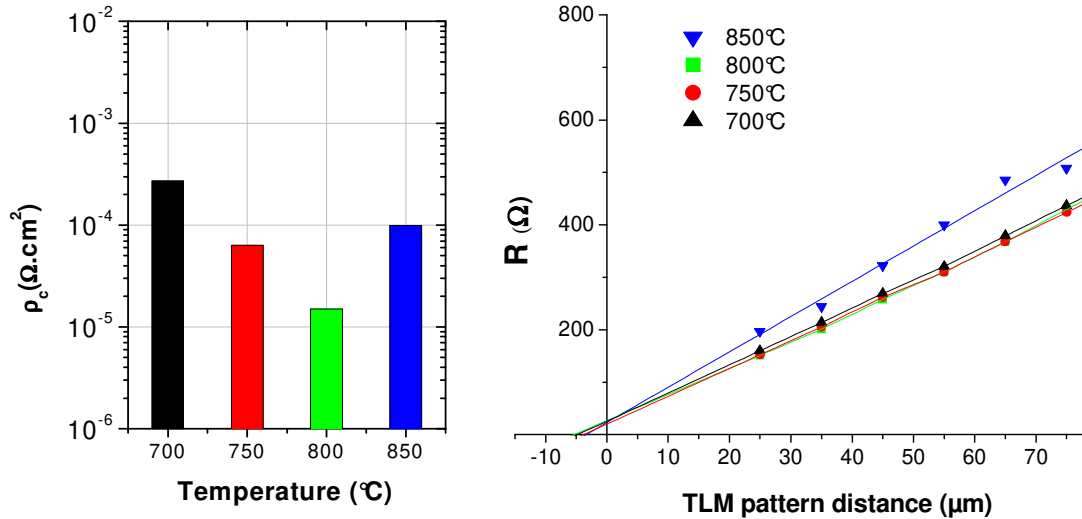 10⁻²
10⁻³
10⁻⁴
10⁻⁵
10⁻⁶
ρc(Ω.cm²)
700 750 800 850
Temperature (°C)
800
600
400
200
R (Ω)
850°C
800°C
750°C
700°C
-10 0 10 20 30 40 50 60 70
TLM pattern distance (µm)